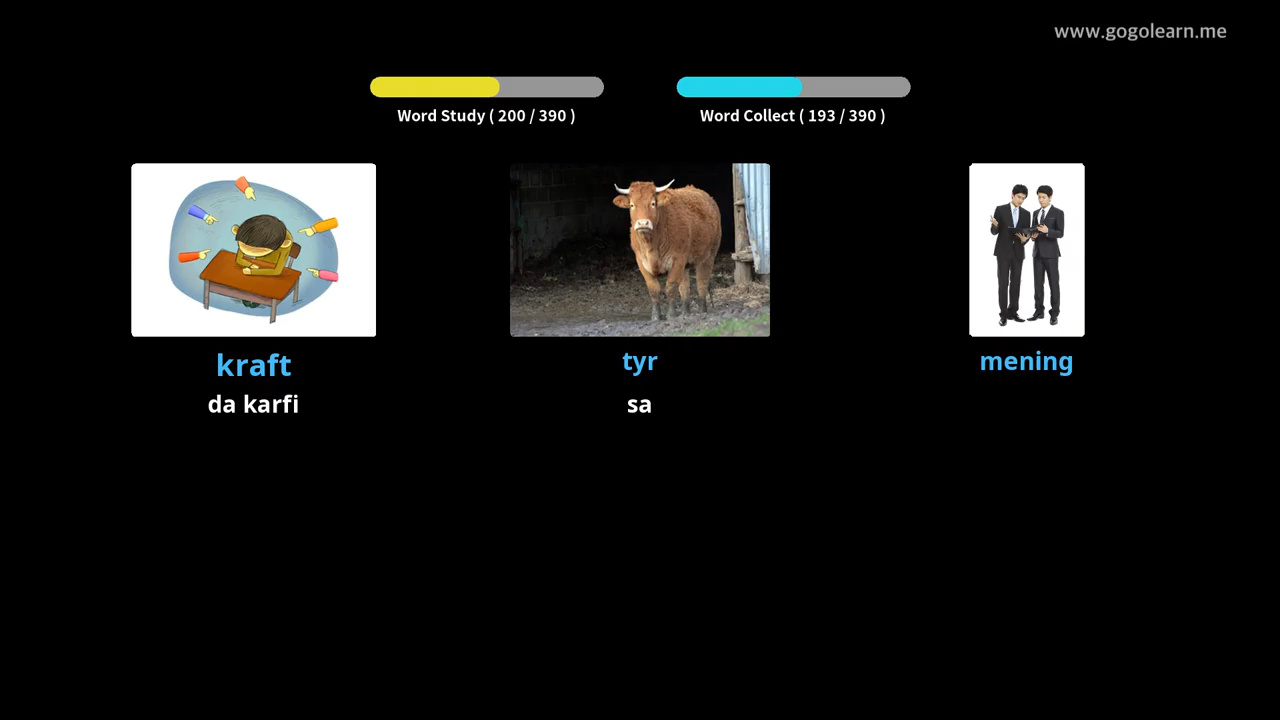 www.gogolearn.me
Word Study ( 200 / 390 )
Word Collect ( 193 / 390 )
kraft
tyr
mening
da karfi
sa